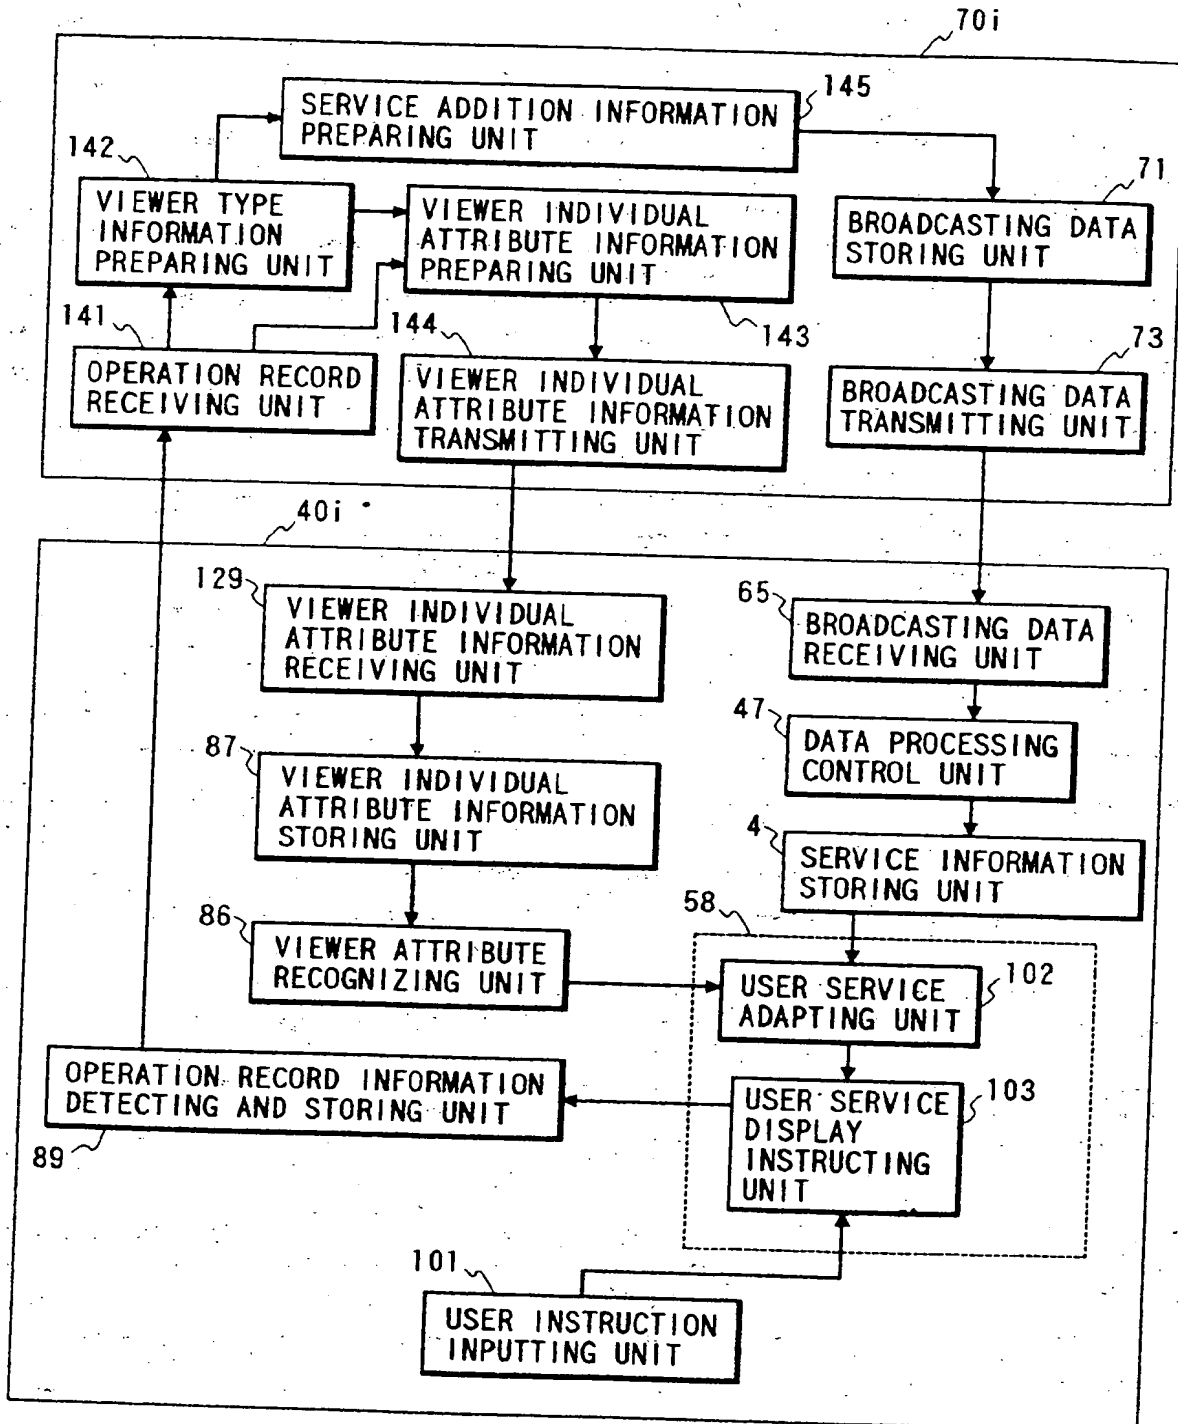 70i
145
SERVICE ADDITION INFORMATION
PREPARING UNIT
142
71
VIEWER TYPE
INFORMATION
PREPARING UNIT
VIEWER INDIVIDUAL
ATTRIBUTE INFORMATION
PREPARING UNIT
BROADCASTING DATA
STORING UNIT
141
144
143
73
OPERATION RECORD
RECEIVING UNIT
VIEWER INDIVIDUAL
ATTRIBUTE INFORMATION
TRANSMITTING UNIT
BROADCASTING DATA
TRANSMITTING UNIT
40i
129
VIEWER INDIVIDUAL
ATTRIBUTE INFORMATION
RECEIVING UNIT
65
BROADCASTING DATA
RECEIVING UNIT
87
VIEWER INDIVIDUAL
ATTRIBUTE INFORMATION
STORING UNIT
47
DATA PROCESSING
CONTROL UNIT
4
SERVICE INFORMATION
STORING UNIT
86
VIEWER ATTRIBUTE
RECOGNIZING UNIT
58
USER SERVICE
ADAPTING UNIT
102
OPERATION RECORD INFORMATION
DETECTING AND STORING UNIT
89
USER SERVICE
DISPLAY
INSTRUCTING
UNIT
103
101
USER INSTRUCTION
INPUTTING UNIT